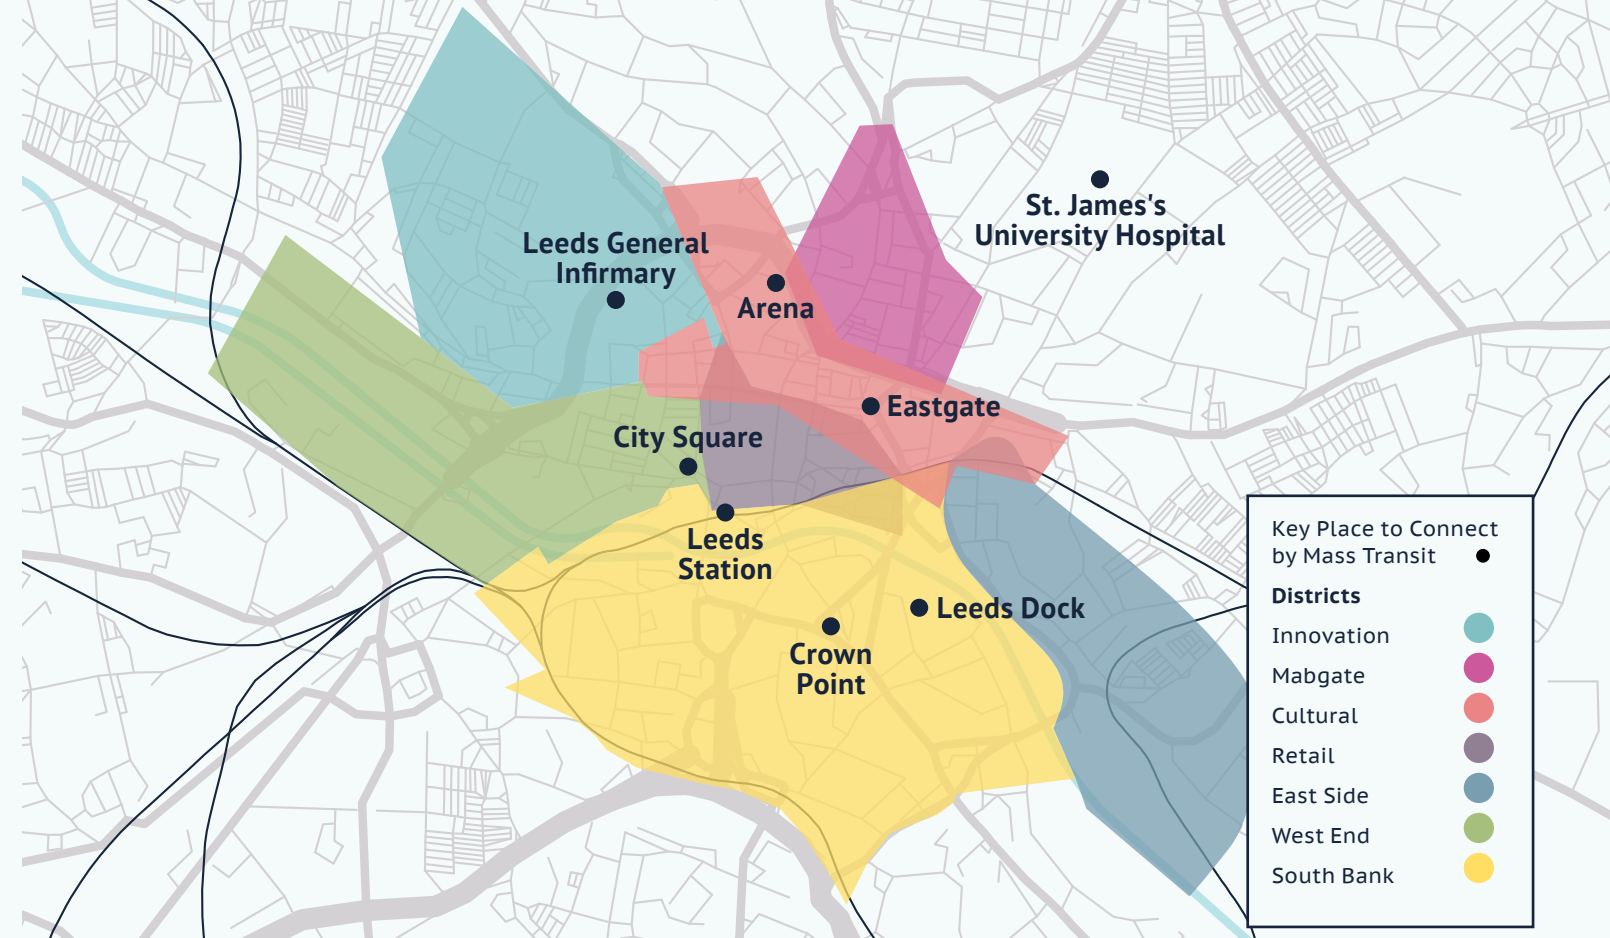 St. James's
University Hospital
Leeds General
Infirmary
Arena
Eastgate
City Square
Leeds
Station
Leeds Dock
Crown
Point
Key Place to Connect
by Mass Transit
Districts
Innovation
Mabgate
Cultural
Retail
East Side
West End
South Bank